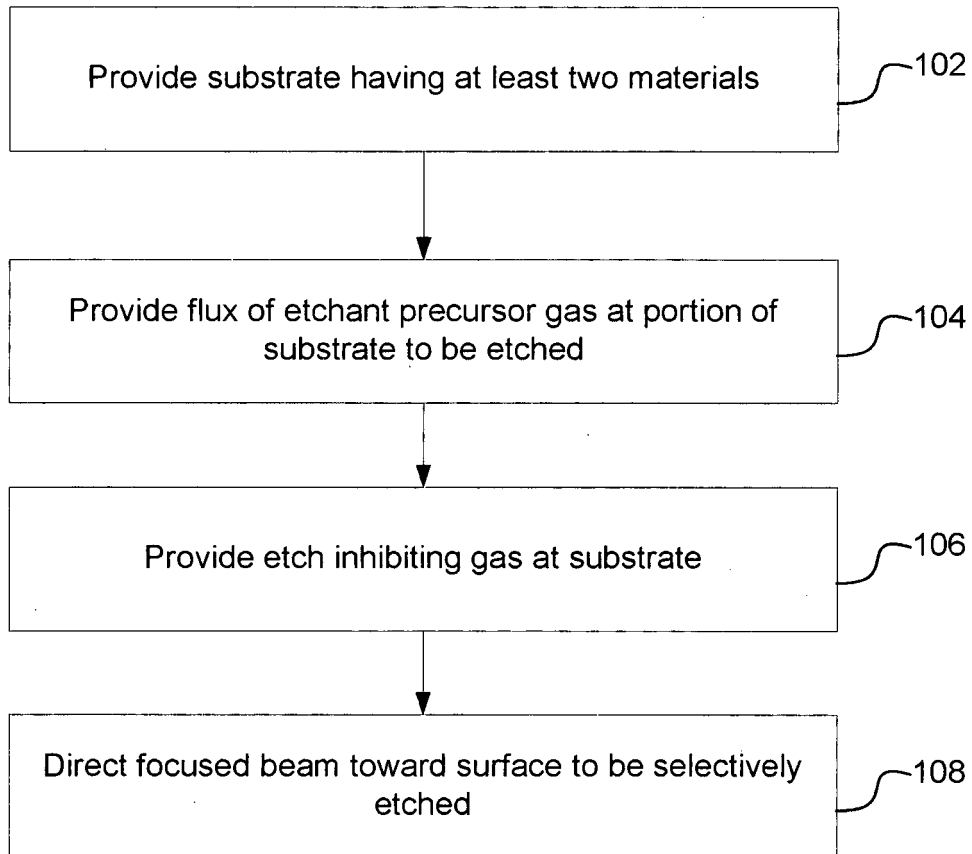 Provide substrate having at least two materials
102
Provide flux of etchant precursor gas at portion of
substrate to be etched
104
Provide etch inhibiting gas at substrate
106
Direct focused beam toward surface to be selectively
etched
108